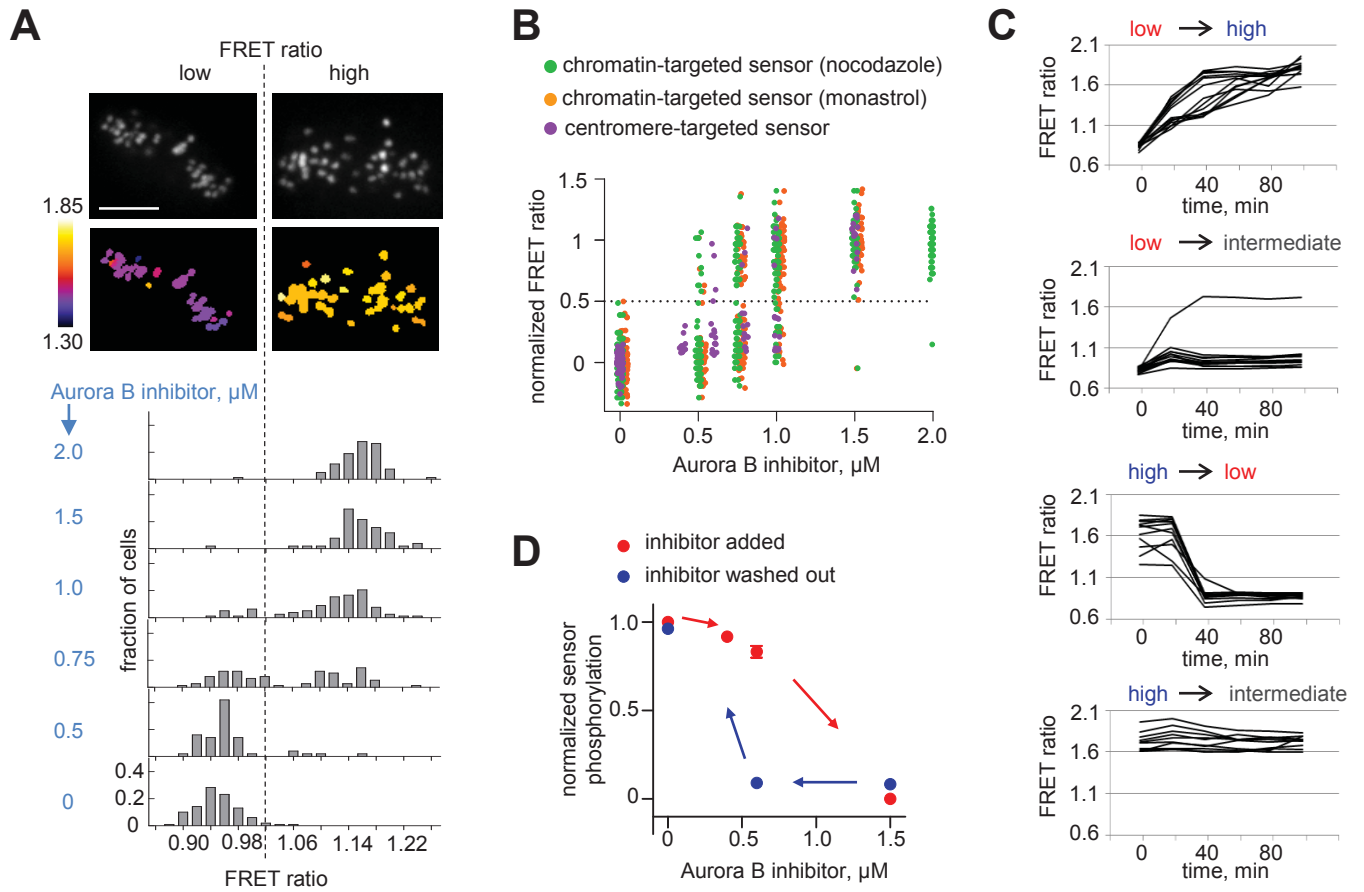 A
FRET ratio
low
high
1.85
1.30
Aurora B inhibitor, µM
2.0
1.5
1.0
0.75
0.5
0
fraction of cells
0.4
0.2
0
0.90 0.98 1.06 1.14 1.22
FRET ratio
B
chromatin-targeted sensor (nocodazole)
chromatin-targeted sensor (monastrol)
centromere-targeted sensor
normalized FRET ratio
1.5
1.0
0.5
0
0 0.5 1.0 1.5 2.0
Aurora B inhibitor, µM
C
low → high
FRET ratio
2.1
1.6
1.1
0.6
0 40 80
time, min
low → intermediate
FRET ratio
2.1
1.6
1.1
0.6
0 40 80
time, min
high → low
FRET ratio
2.1
1.6
1.1
0.6
0 40 80
time, min
high → intermediate
FRET ratio
2.1
1.6
1.1
0.6
0 40 80
time, min
D
inhibitor added
inhibitor washed out
normalized sensor
phosphorylation
1.0
0.5
0
0 0.5 1.0 1.5
Aurora B inhibitor, µM